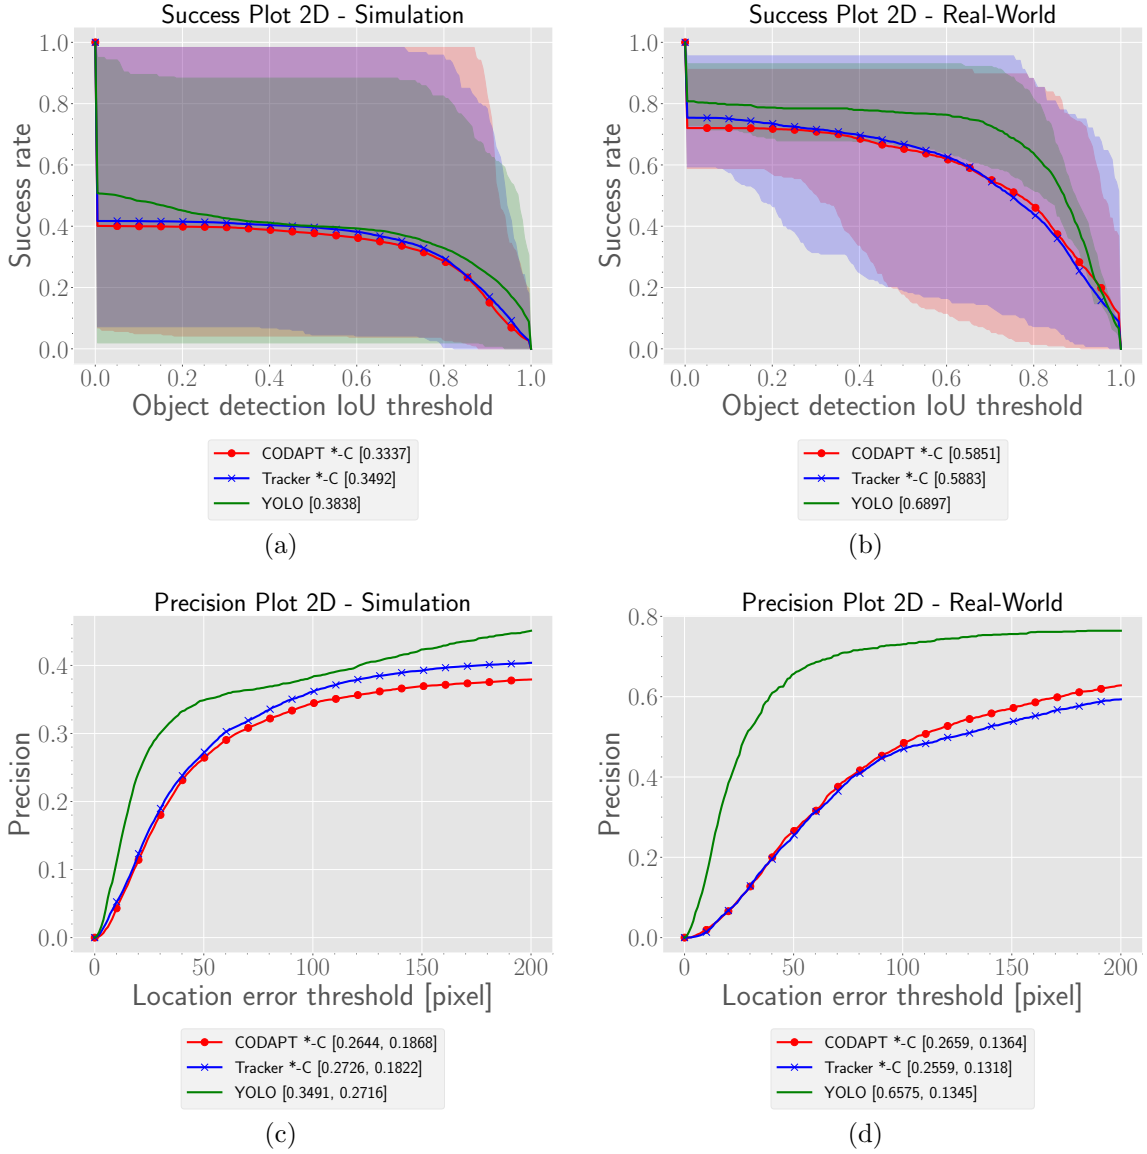 Success Plot 2D - Simulation
1.0
0.8
0.6
0.4
0.2
0.0
Success rate
0.0 0.2 0.4 0.6 0.8 1.0
Object detection IoU threshold
CODAPT *-C [0.3337]
Tracker *-C [0.3492]
YOLO [0.3838]
(a)
Success Plot 2D - Real-World
1.0
0.8
0.6
0.4
0.2
0.0
Success rate
0.0 0.2 0.4 0.6 0.8 1.0
Object detection IoU threshold
CODAPT *-C [0.5851]
Tracker *-C [0.5883]
YOLO [0.6897]
(b)
Precision Plot 2D - Simulation
0.4
0.3
0.2
0.1
0.0
Precision
0 50 100 150 200
Location error threshold [pixel]
CODAPT *-C [0.2644, 0.1868]
Tracker *-C [0.2726, 0.1822]
YOLO [0.3491, 0.2716]
(c)
Precision Plot 2D - Real-World
0.8
0.6
0.4
0.2
0.0
Precision
0 50 100 150 200
Location error threshold [pixel]
CODAPT *-C [0.2659, 0.1364]
Tracker *-C [0.2559, 0.1318]
YOLO [0.6575, 0.1345]
(d)